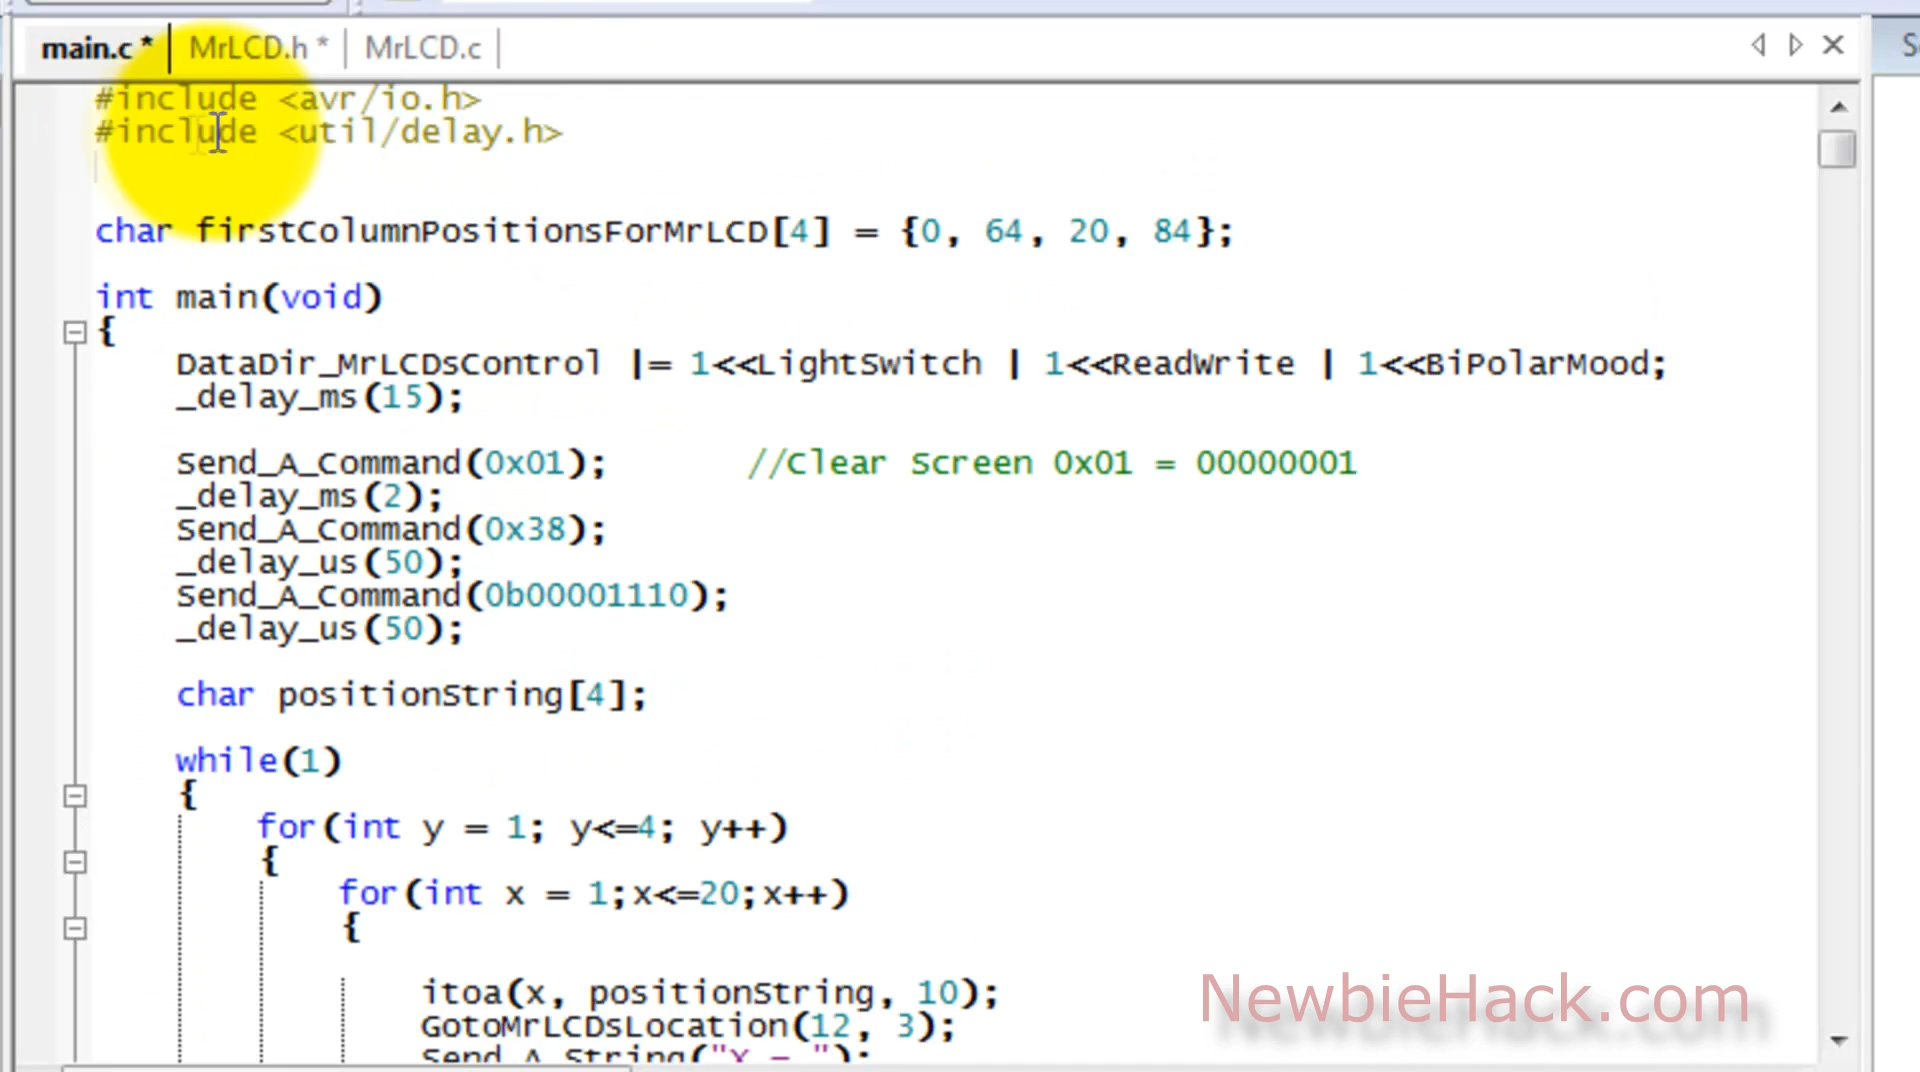 main.c * MrLCD.h * MrLCD.c
#include <avr/io.h>
#include <util/delay.h>
char firstColumnPositionsForMrLCD[4] = {0, 64, 20, 84};
int main(void)
{
DataDir_MrLCDsControl |= 1<<LightSwitch | 1<<ReadWrite | 1<<BiPolarMood;
_delay_ms(15);
Send_A_Command(0x01); //Clear Screen 0x01 = 00000001
_delay_ms(2);
Send_A_Command(0x38);
_delay_us(50);
Send_A_Command(0b00001110);
_delay_us(50);
char positionString[4];
while(1)
{
for(int y = 1; y<=4; y++)
{
for(int x = 1;x<=20;x++)
{
itoa(x, positionString, 10);
GotoMrLCDsLocation(12, 3);
Send_A_String("X = ");
NewbieHack.com